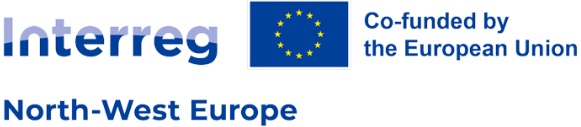 Interreg
Co-funded by
the European Union
North-West Europe